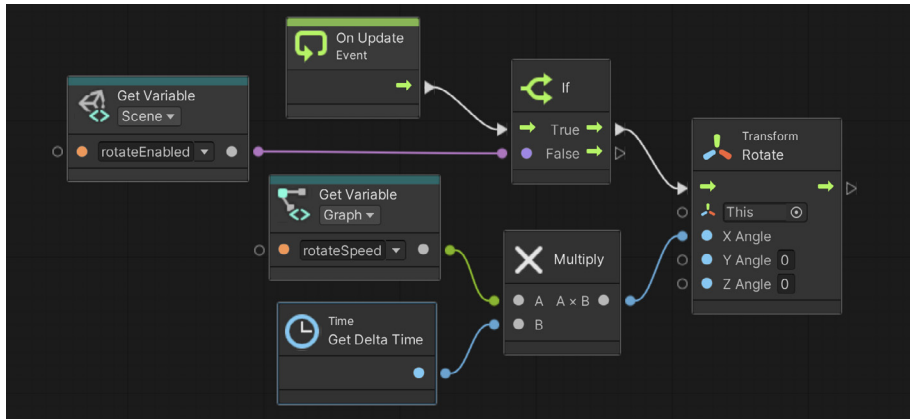 On Update
Event
Get Variable
Scene
rotateEnabled
If
True
False
Transform
Rotate
This
X Angle
Y Angle 0
Z Angle 0
Get Variable
Graph
rotateSpeed
Multiply
A A × B
B
Time
Get Delta Time